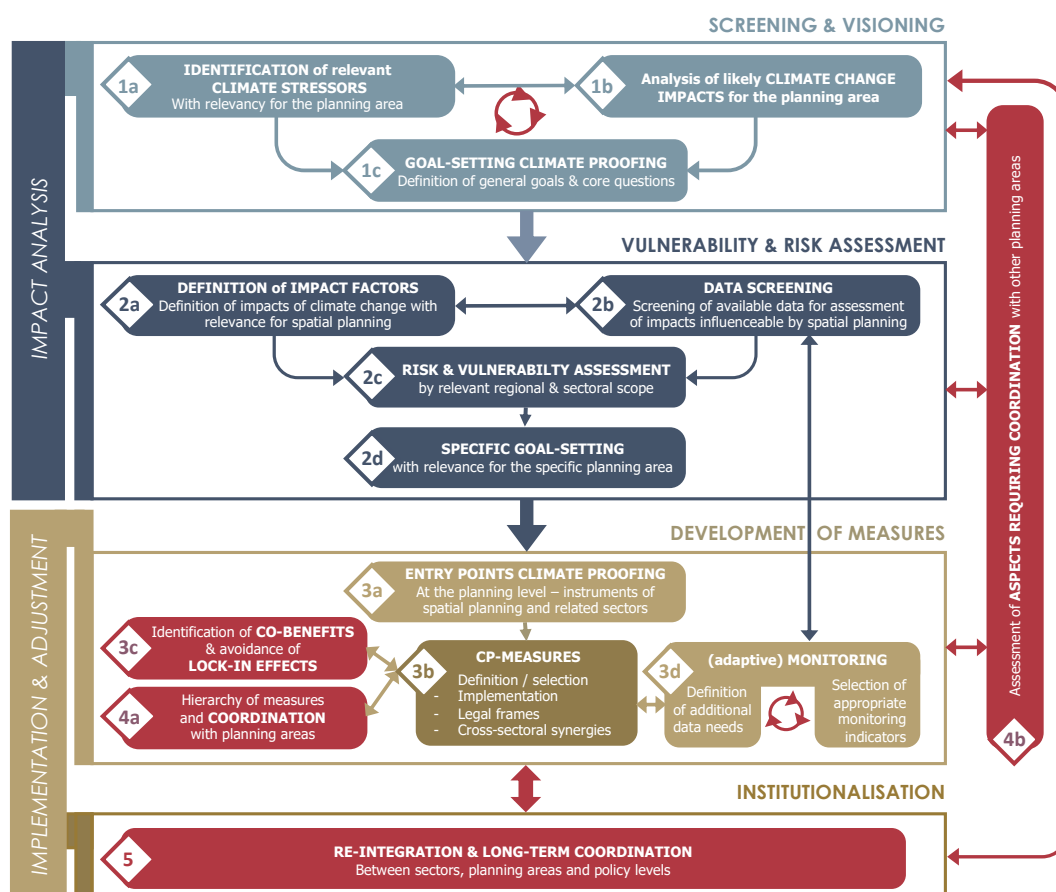 SCREENING & VISIONING
IMPACT ANALYSIS
1a
IDENTIFICATION of relevant
CLIMATE STRESSORS
With relevancy for the planning area
1b
Analysis of likely CLIMATE CHANGE
IMPACTS for the planning area
1c
GOAL-SETTING CLIMATE PROOFING
Definition of general goals & core questions
VULNERABILITY & RISK ASSESSMENT
2a
DEFINITION of IMPACT FACTORS
Definition of impacts of climate change with
relevance for spatial planning
2b
DATA SCREENING
Screening of available data for assessment
of impacts influenceable by spatial planning
2c
RISK & VULNERABILTY ASSESSMENT
by relevant regional & sectoral scope
2d
SPECIFIC GOAL-SETTING
with relevance for the specific planning area
IMPLEMENTATION & ADJUSTMENT
DEVELOPMENT OF MEASURES
3a
ENTRY POINTS CLIMATE PROOFING
At the planning level – instruments of
spatial planning and related sectors
3c
Identification of CO-BENEFITS
& avoidance of
LOCK-IN EFFECTS
4a
Hierarchy of measures
and COORDINATION
with planning areas
3b
CP-MEASURES
- Definition / selection
- Implementation
- Legal frames
- Cross-sectoral synergies
3d
(adaptive) MONITORING
Definition
of additional
data needs
Selection of
appropriate
monitoring
indicators
Assessment of ASPECTS REQUIRING COORDINATION with other planning areas
4b
INSTITUTIONALISATION
5
RE-INTEGRATION & LONG-TERM COORDINATION
Between sectors, planning areas and policy levels